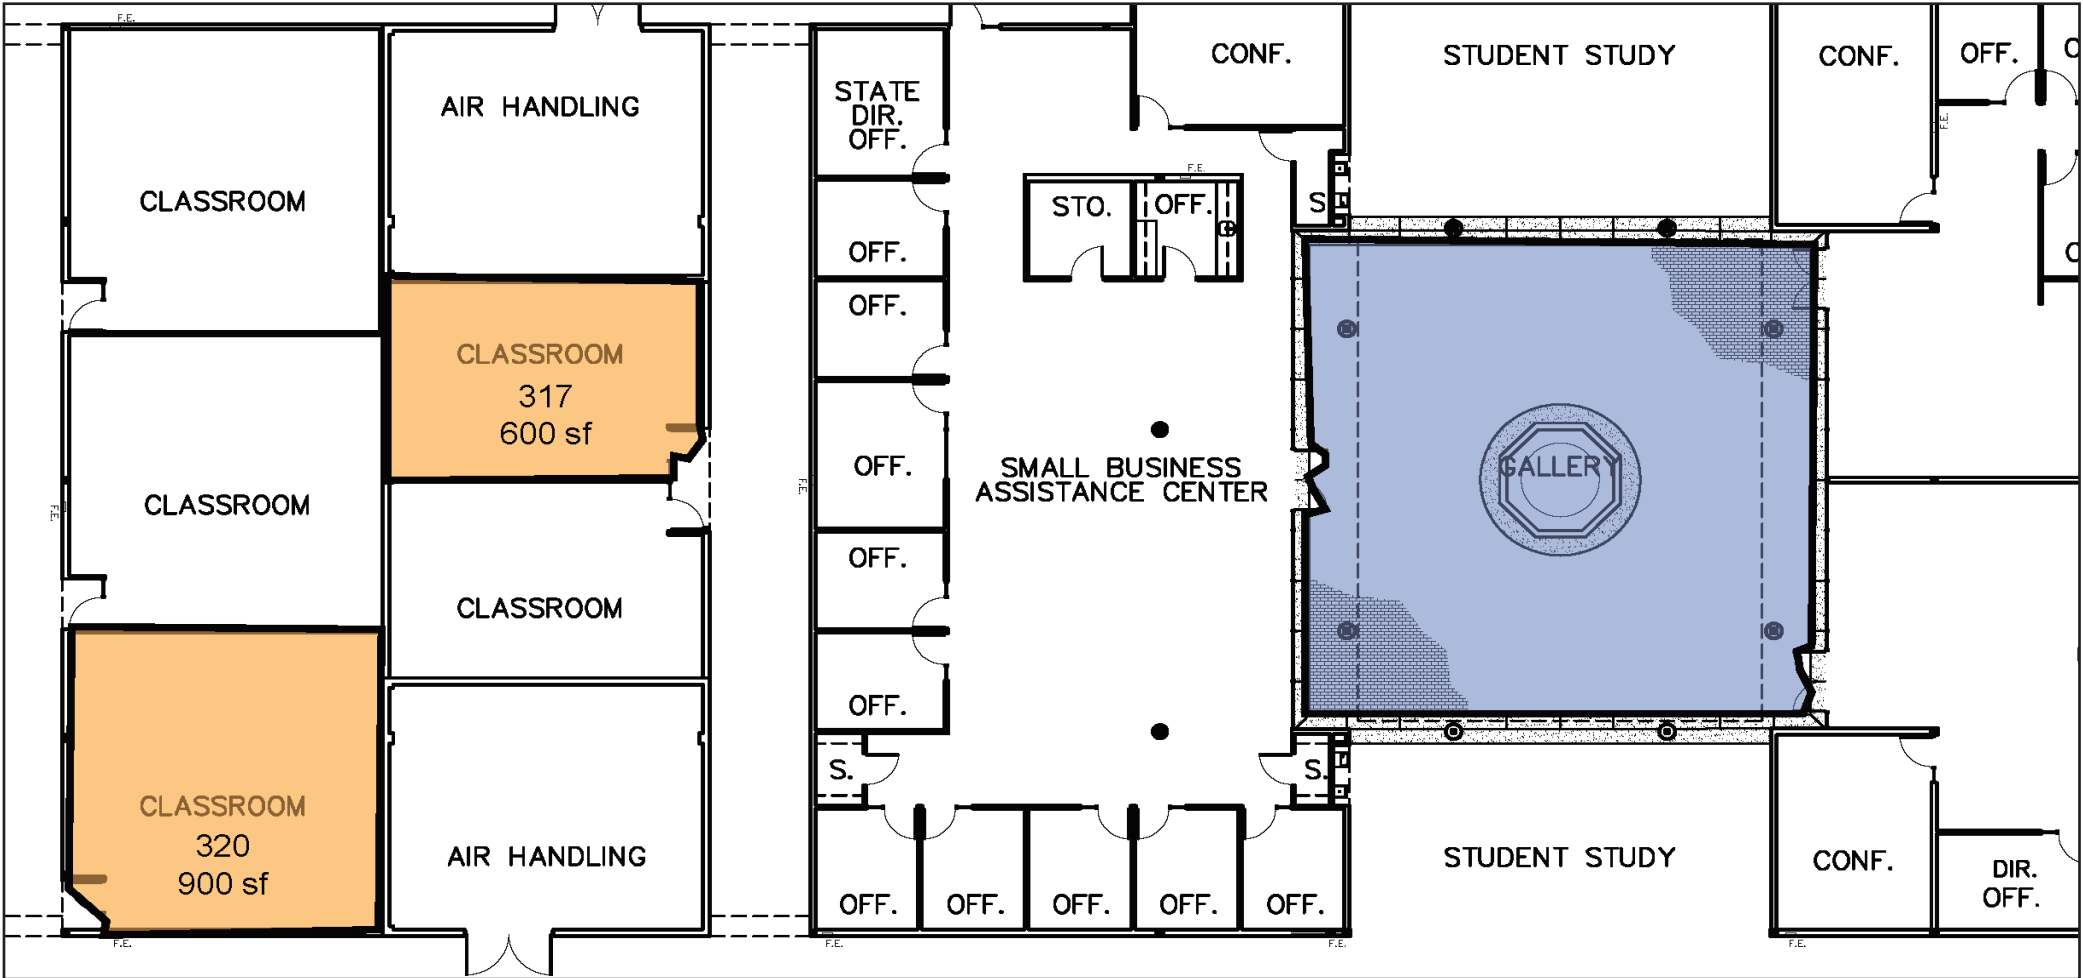 F.E.
CONF.
STUDENT STUDY
CONF.
OFF.
STATE
DIR.
OFF.
AIR HANDLING
F.E.
CLASSROOM
F.E.
STO.
OFF.
S
OFF.
OFF.
CLASSROOM
317
600 sf
OFF.
SMALL BUSINESS
ASSISTANCE CENTER
GALLERY
F.E.
CLASSROOM
F.E.
OFF.
CLASSROOM
OFF.
S.
S.
CLASSROOM
320
900 sf
AIR HANDLING
STUDENT STUDY
CONF.
DIR.
OFF.
OFF.
OFF.
OFF.
OFF.
OFF.
F.E.
F.E.
F.E.
F.E.